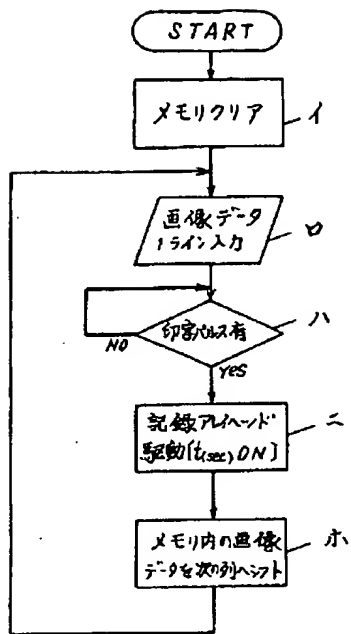 START
メモリクリア
イ
画像データ
1ライン入力
ロ
印字パルス有
ハ
NO
YES
記録アレイヘッド
駆動[t₁(sec) ON]
ニ
メモリ内の画像
データを次の列へシフト
ホ